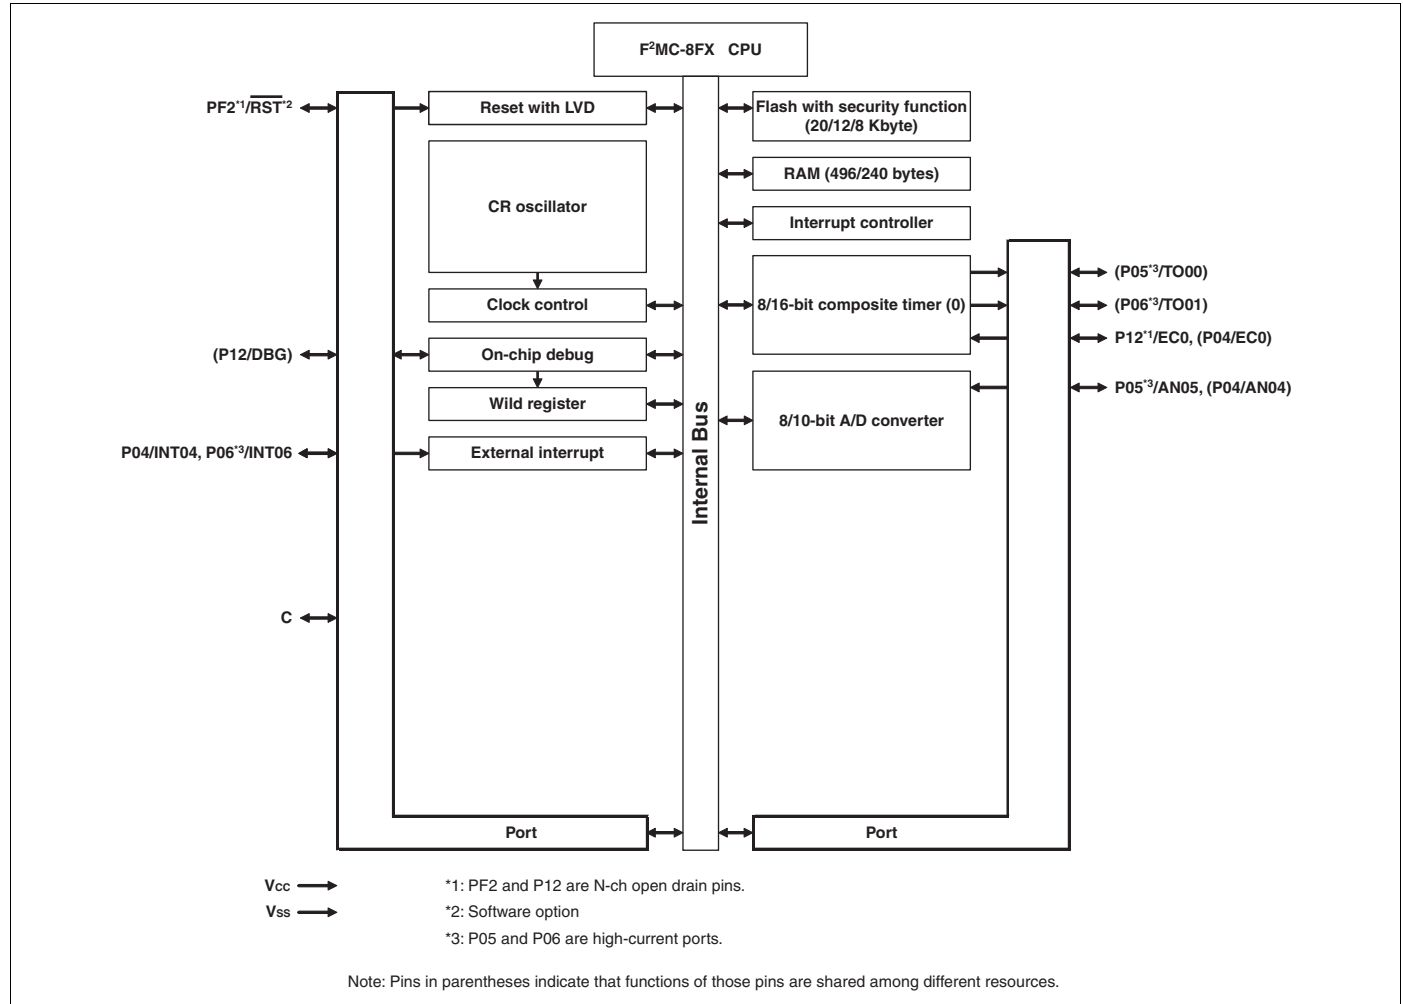 F²MC-8FX CPU
PF2*1/RST*2
Reset with LVD
Flash with security function
(20/12/8 Kbyte)
CR oscillator
RAM (496/240 bytes)
Interrupt controller
(P05*3/TO00)
Clock control
8/16-bit composite timer (0)
(P06*3/TO01)
P12*1/EC0, (P04/EC0)
(P12/DBG)
On-chip debug
P05*3/AN05, (P04/AN04)
Wild register
8/10-bit A/D converter
P04/INT04, P06*3/INT06
External interrupt
Internal Bus
C
Port
Port
Vcc
*1: PF2 and P12 are N-ch open drain pins.
Vss
*2: Software option
*3: P05 and P06 are high-current ports.
Note: Pins in parentheses indicate that functions of those pins are shared among different resources.